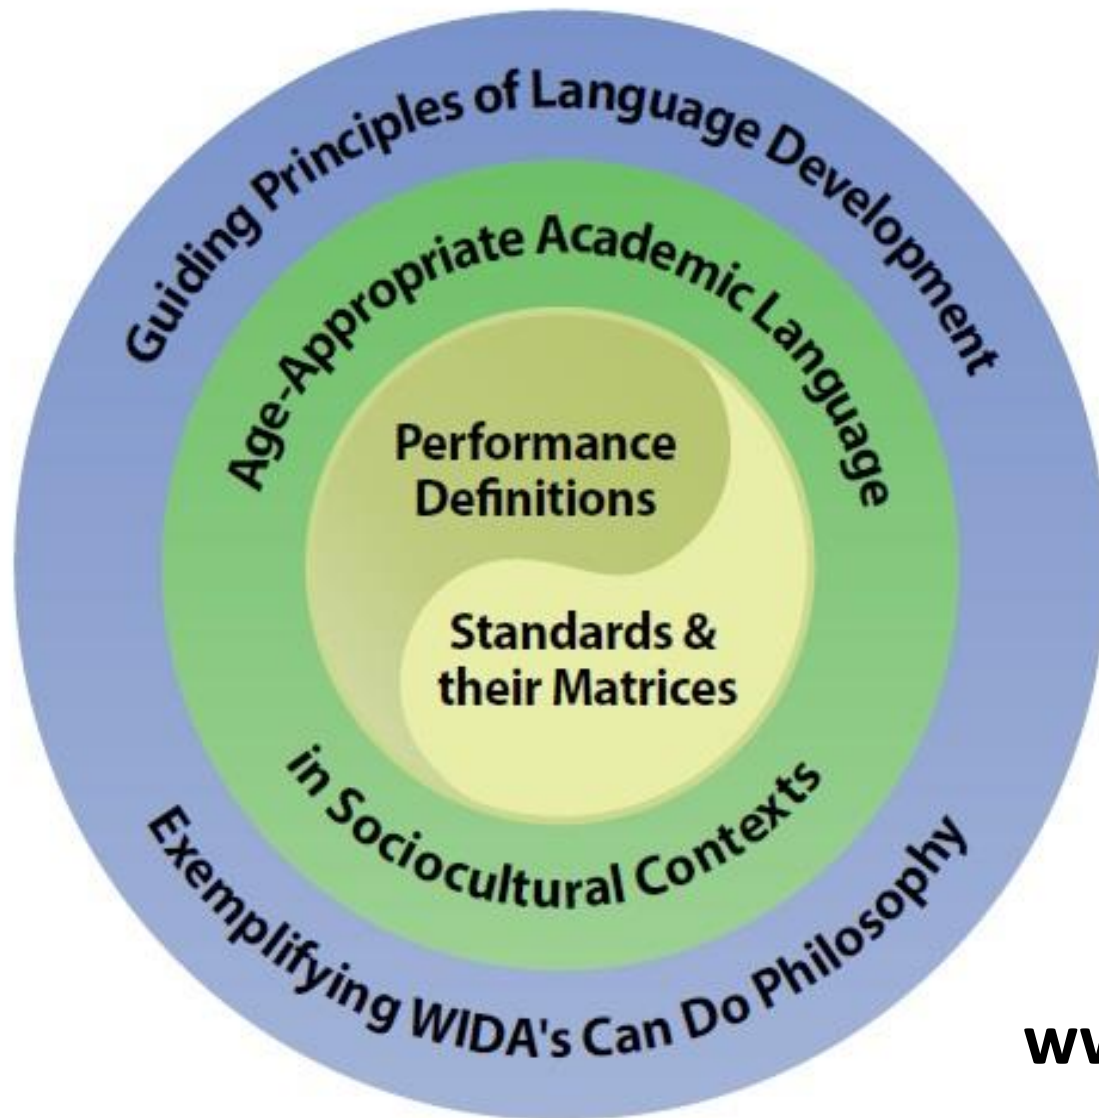 Guiding Principles of Language Development
Age-Appropriate Academic Language
Performance
Definitions
Standards &
their Matrices
in Sociocultural Contexts
Exemplifying WIDA's Can Do Philosophy